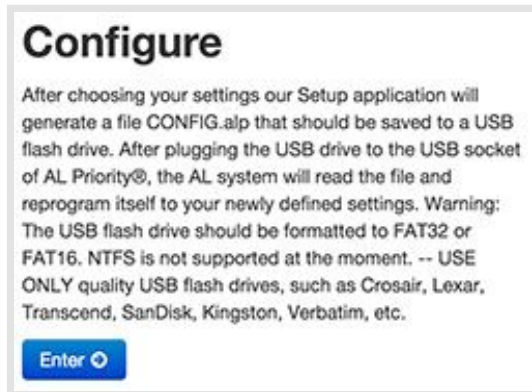 Configure
After choosing your settings our Setup application will
generate a file CONFIG.alp that should be saved to a USB
flash drive. After plugging the USB drive to the USB socket
of AL Priority®, the AL system will read the file and
reprogram itself to your newly defined settings. Warning:
The USB flash drive should be formatted to FAT32 or
FAT16. NTFS is not supported at the moment. -- USE
ONLY quality USB flash drives, such as Crosair, Lexar,
Transcend, SanDisk, Kingston, Verbatim, etc.
Enter